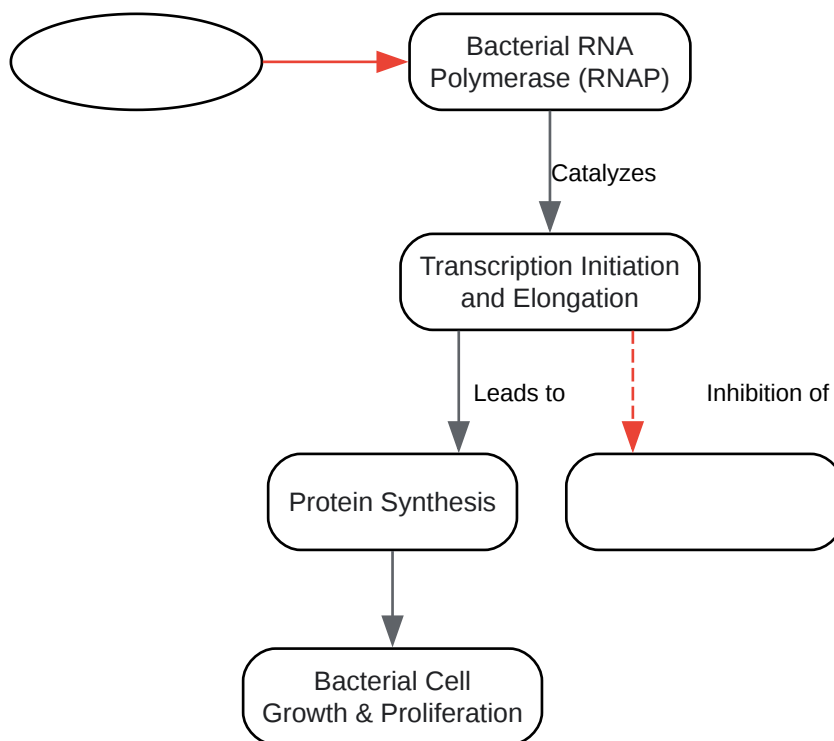 Bacterial RNA
Polymerase (RNAP)
Catalyzes
Transcription Initiation
and Elongation
Leads to
Inhibition of
Protein Synthesis
Bacterial Cell
Growth & Proliferation